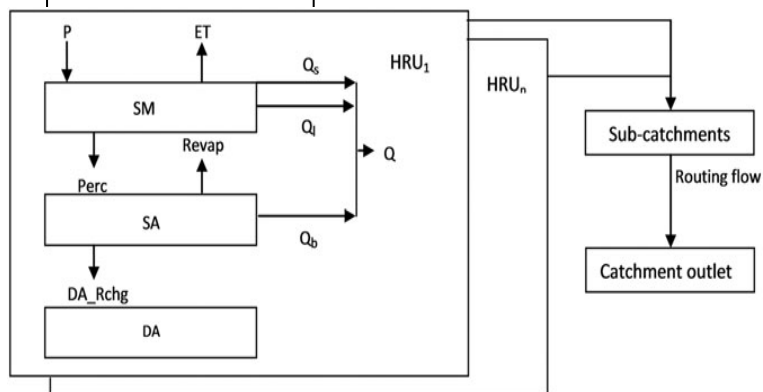 P
ET
Qs
HRU1
HRUn
SM
Ql
Sub-catchments
Revap
Q
Perc
Routing flow
SA
Qb
Catchment outlet
DA_Rchg
DA